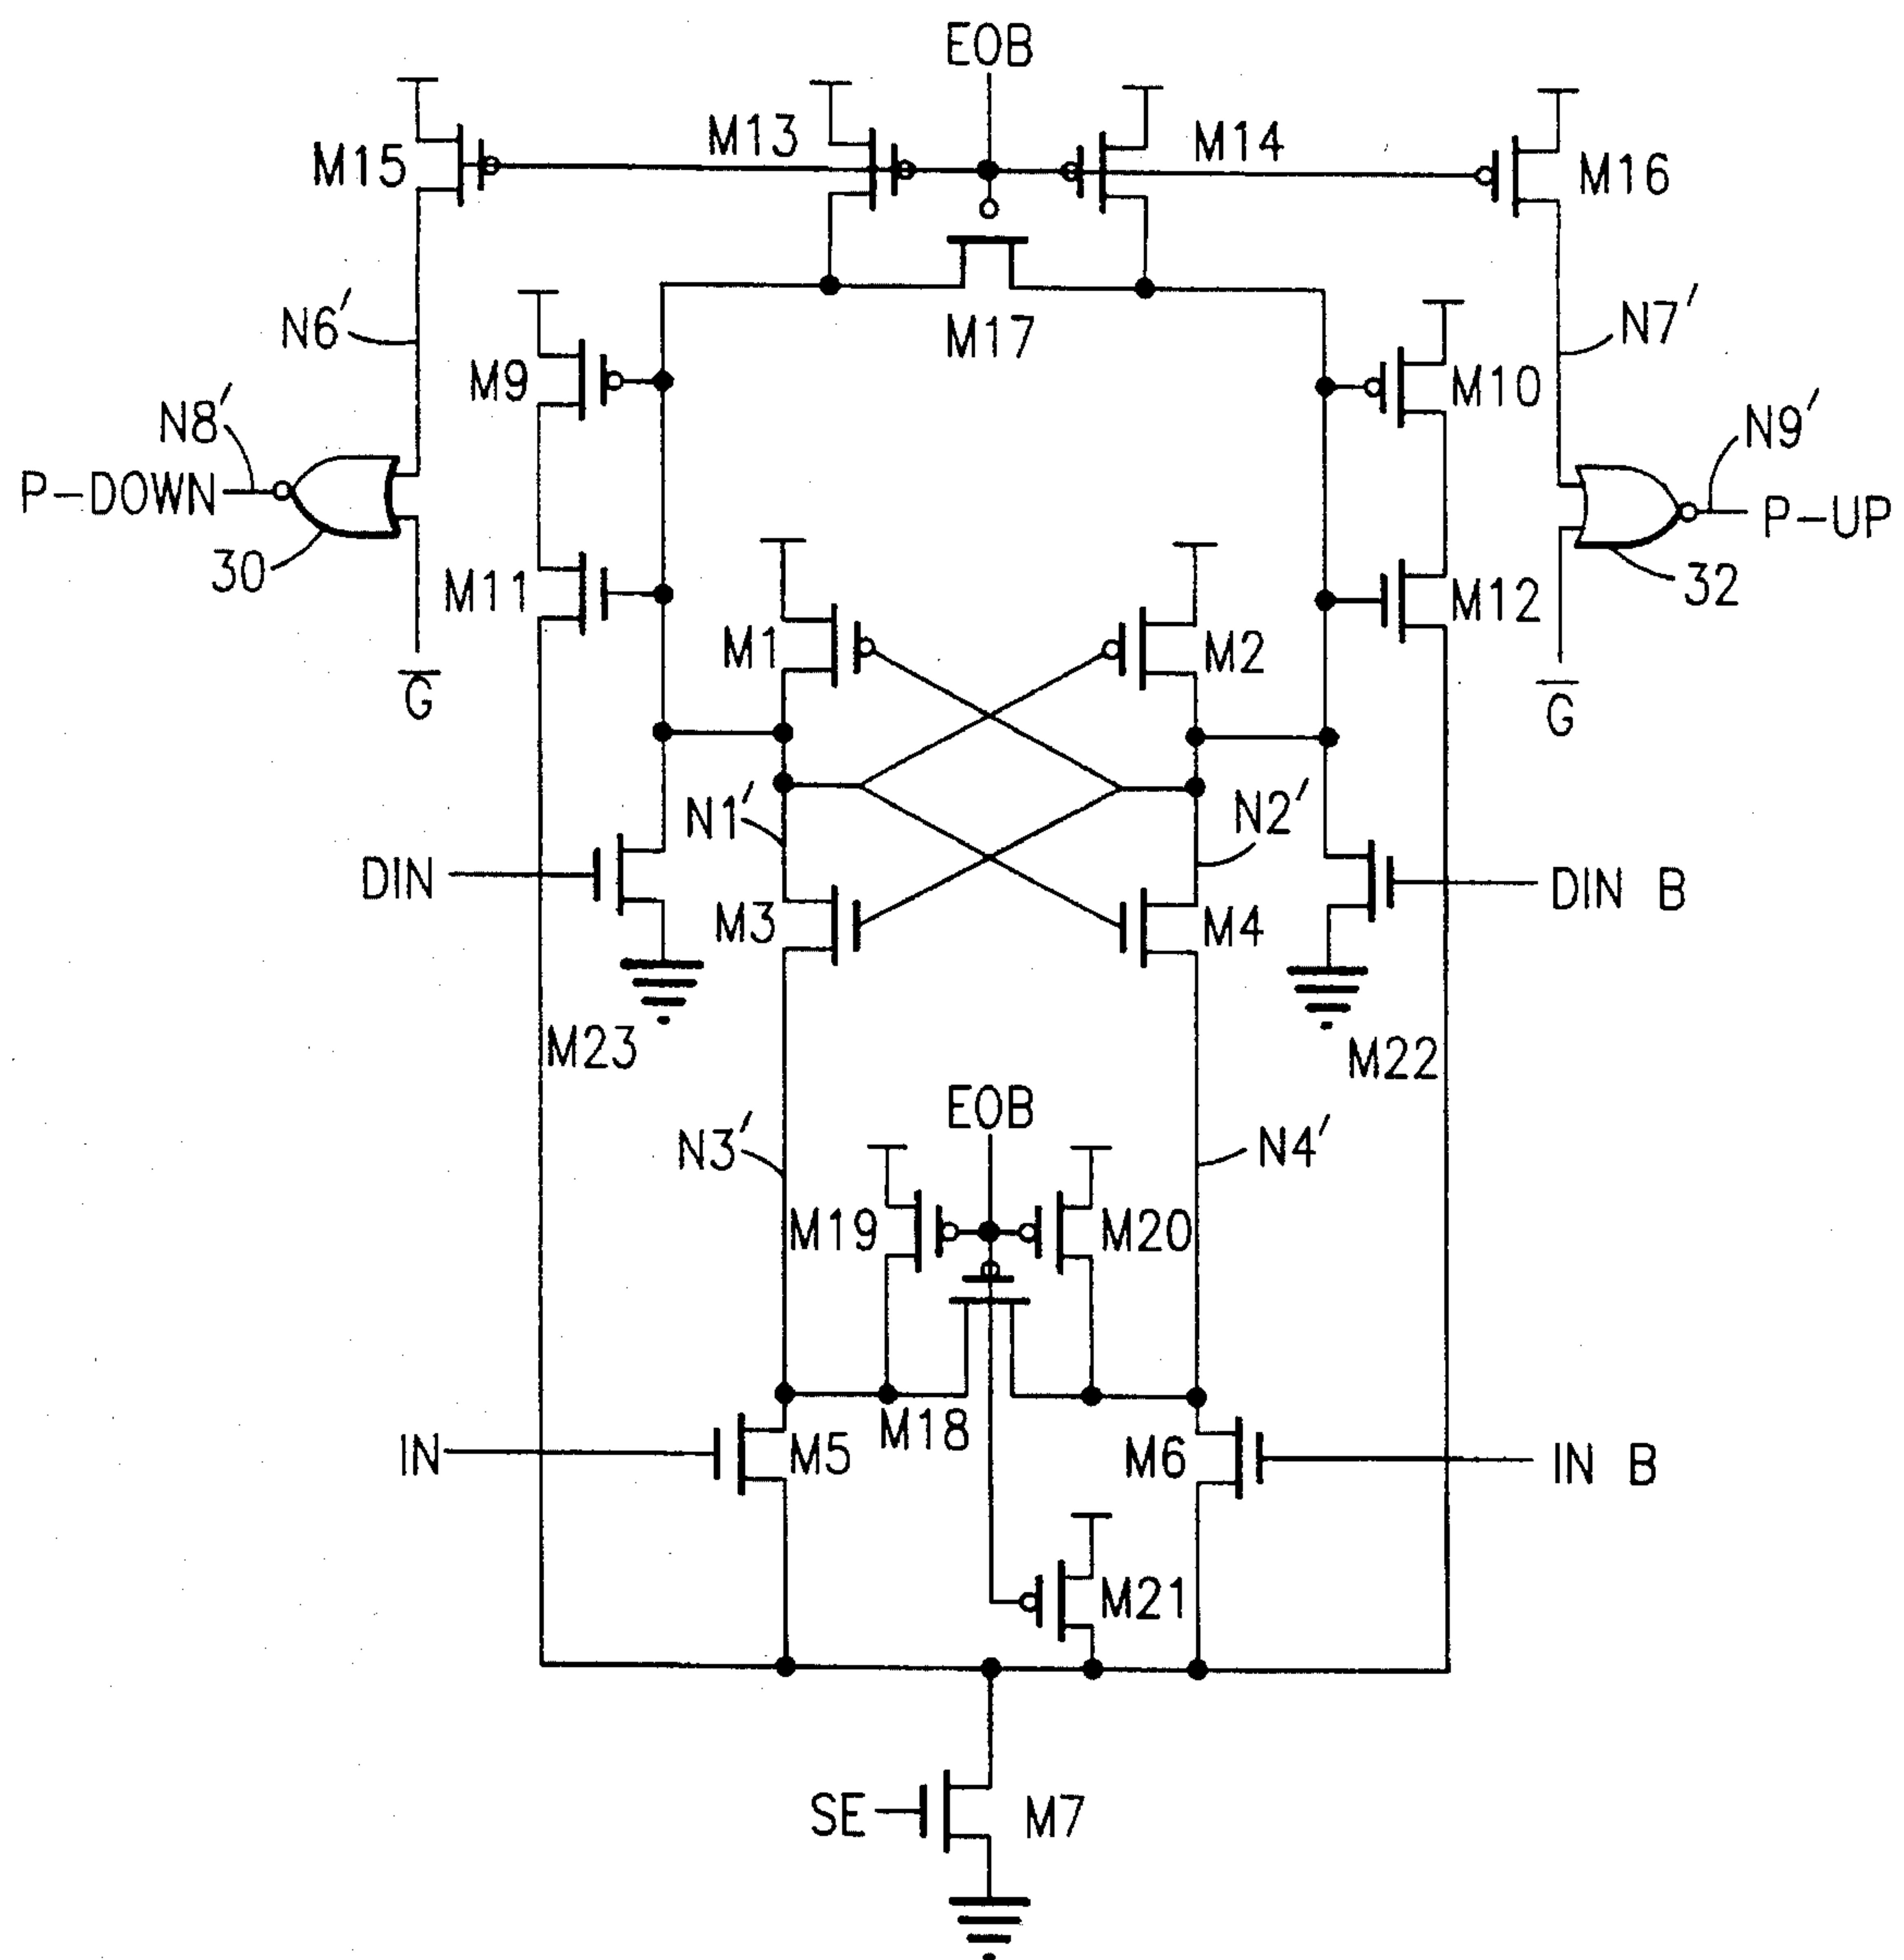 EOB
M15
M13
M14
M16
N6'
M17
N7'
M9
M10
N8'
N9'
P-DOWN
P-UP
30
M11
M12
32
M1
M2
G
G
N1'
N2'
DIN
DIN B
M3
M4
M23
M22
EOB
N3'
N4'
M19
M20
M18
IN
M5
M6
IN B
M21
SE
M7